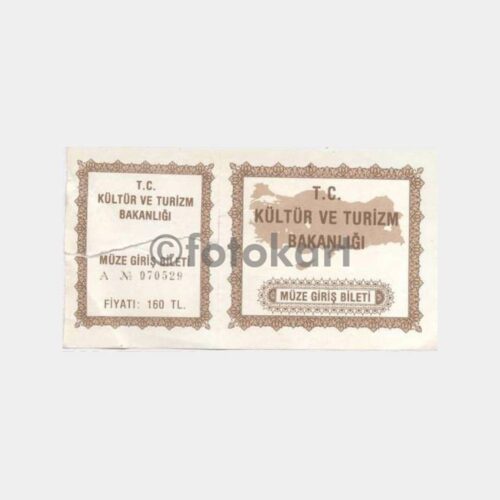 T.C.
KÜLTÜR VE TURİZM
BAKANLIĞI
MÜZE GİRİŞ BİLETİ
A № 970529
FİYATI: 160 TL.
T.C.
KÜLTÜR VE TURİZM
BAKANLIĞI
MÜZE GİRİŞ BİLETİ
©fotokart